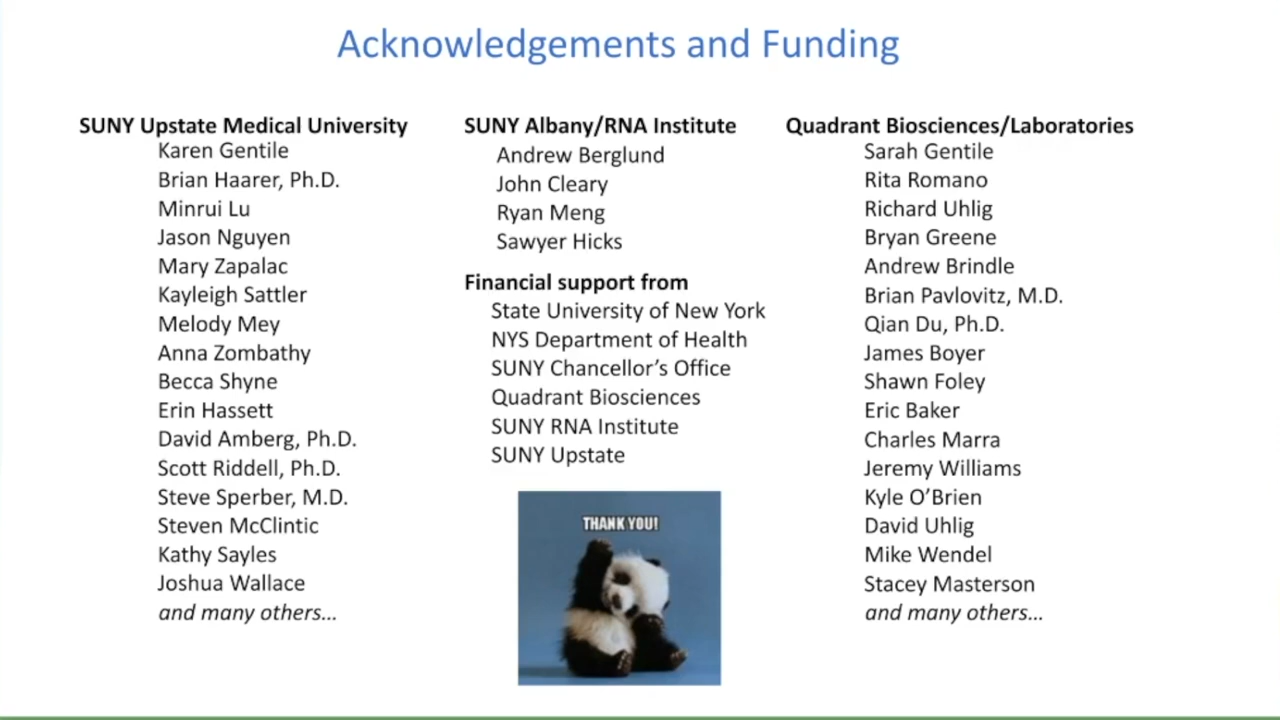 Acknowledgements and Funding
SUNY Upstate Medical University
Karen Gentile
Brian Haarer, Ph.D.
Minrui Lu
Jason Nguyen
Mary Zapalac
Kayleigh Sattler
Melody Mey
Anna Zombathy
Becca Shyne
Erin Hassett
David Amberg, Ph.D.
Scott Riddell, Ph.D.
Steve Sperber, M.D.
Steven McClintic
Kathy Sayles
Joshua Wallace
and many others…
SUNY Albany/RNA Institute
Andrew Berglund
John Cleary
Ryan Meng
Sawyer Hicks
Financial support from
State University of New York
NYS Department of Health
SUNY Chancellor’s Office
Quadrant Biosciences
SUNY RNA Institute
SUNY Upstate
THANK YOU!
Quadrant Biosciences/Laboratories
Sarah Gentile
Rita Romano
Richard Uhlig
Bryan Greene
Andrew Brindle
Brian Pavlovitz, M.D.
Qian Du, Ph.D.
James Boyer
Shawn Foley
Eric Baker
Charles Marra
Jeremy Williams
Kyle O’Brien
David Uhlig
Mike Wendel
Stacey Masterson
and many others…